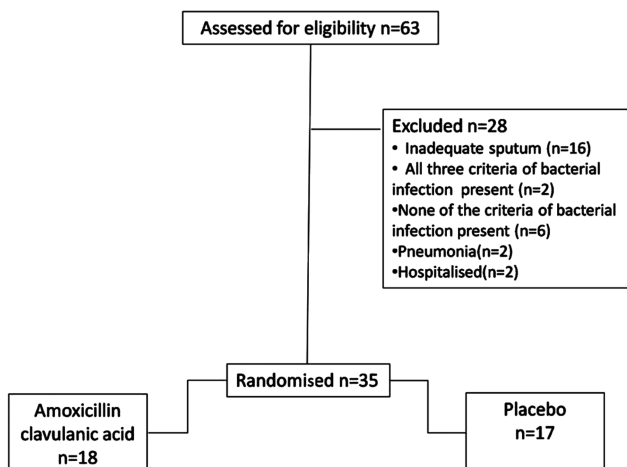 Assessed for eligibility n=63
Excluded n=28
• Inadequate sputum (n=16)
• All three criteria of bacterial
infection present (n=2)
•None of the criteria of bacterial
infection present (n=6)
•Pneumonia(n=2)
•Hospitalised(n=2)
Randomised n=35
Amoxicillin
clavulanic acid
n=18
Placebo
n=17